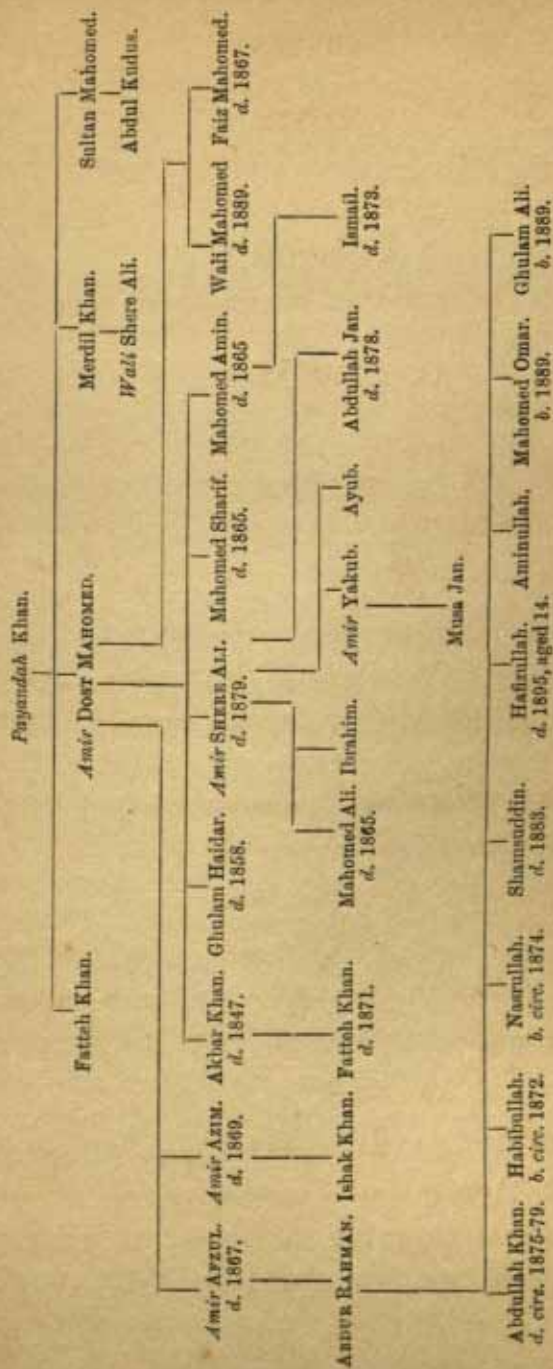 Payandah Khan.
Fatteh Khan. Amir DOST MAHOMED. Merdil Khan. Sultan Mahomed.
Wali Shere Ali. Abdul Kudus.
Amir AFZUL. Amir AZIM. Akbar Khan. Ghulam Haidar. Amir SHERE ALI. Mahomed Sharif. Mahomed Amin. Wali Mahomed Faiz Mahomed.
d. 1867. d. 1869. d. 1847. d. 1858. d. 1879. d. 1865. d. 1865 d. 1889. d. 1867.
ABDUR RAHMAN. Ishak Khan. Fatteh Khan. Mahomed Ali. Ibrahim. Amir Yakub. Ayub. Abdullah Jan. Ismail.
d. 1871. d. 1865. d. 1878. d. 1873.
Musa Jan.
Abdullah Khan. Habibullah. Nasrullah. Shamsuddin. Hafizullah. Aminullah. Mahomed Omar. Ghulam Ali.
d. circ. 1875-79. b. circ. 1872. b. circ. 1874. d. 1883. d. 1895, aged 14. b. 1889. b. 1889.